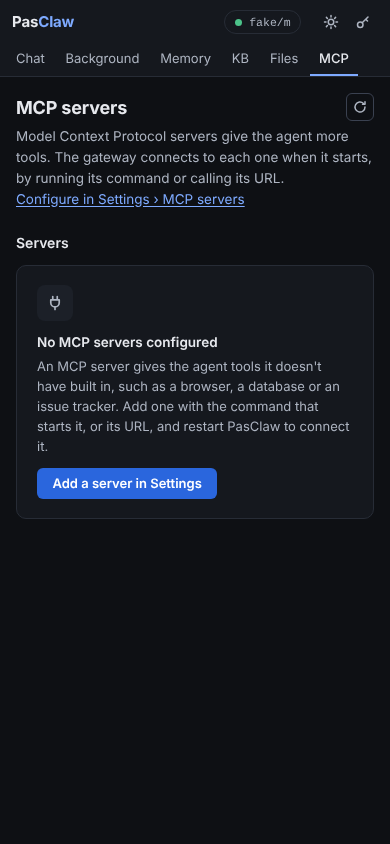 PasClaw
fake/m
Chat Background Memory KB Files MCP
MCP servers
Model Context Protocol servers give the agent more
tools. The gateway connects to each one when it starts,
by running its command or calling its URL.
Configure in Settings › MCP servers
Servers
No MCP servers configured
An MCP server gives the agent tools it doesn't
have built in, such as a browser, a database or an
issue tracker. Add one with the command that
starts it, or its URL, and restart PasClaw to connect
it.
Add a server in Settings